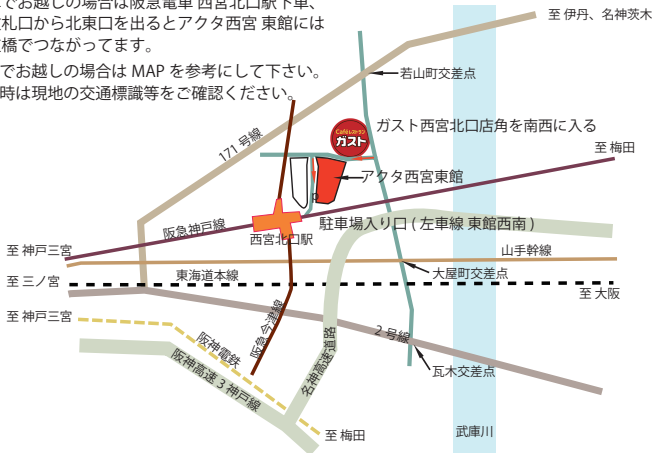 でお越しの場合は阪急電車 西宮北口駅下車、
札口から北東口を出るとアクタ西宮 東館には
橋でつながってます。
でお越しの場合は MAP を参考にして下さい。
時は現地の交通標識等をご確認ください。
至 伊丹、名神茨木
若山町交差点
Caféレストラン
ガスト
ガスト西宮北口店角を南西に入る
171 号線
至 梅田
アクタ西宮東館
P
駐車場入り口 ( 左車線 東館西南 )
阪急神戸線
西宮北口駅
至 神戸三宮
山手幹線
東海道本線
大屋町交差点
至 三ノ宮
至 大阪
至 神戸三宮
阪神電鉄
阪急今津線
名神高速道路
2 号線
瓦木交差点
阪神高速 3 神戸線
至 梅田
武庫川